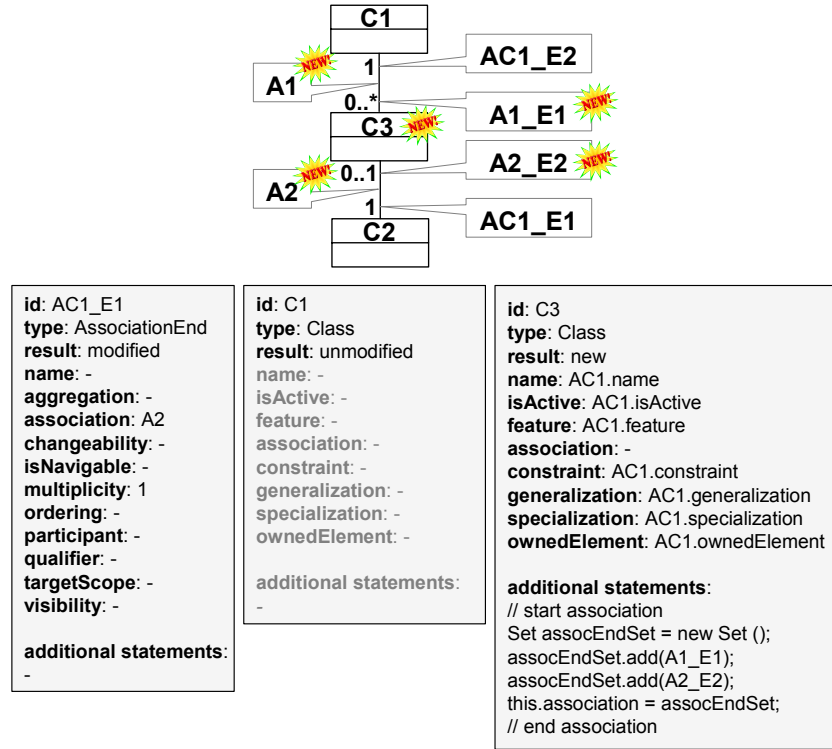 C1
NEW!
1
AC1_E2
A1
0..*
A1_E1
NEW!
C3
NEW!
NEW!
0..1
A2_E2
NEW!
A2
1
AC1_E1
C2
id: AC1_E1
type: AssociationEnd
result: modified
name: -
aggregation: -
association: A2
changeability: -
isNavigable: -
multiplicity: 1
ordering: -
participant: -
qualifier: -
targetScope: -
visibility: -
additional statements:
-
id: C1
type: Class
result: unmodified
name: -
isActive: -
feature: -
association: -
constraint: -
generalization: -
specialization: -
ownedElement: -
additional statements:
-
id: C3
type: Class
result: new
name: AC1.name
isActive: AC1.isActive
feature: AC1.feature
association: -
constraint: AC1.constraint
generalization: AC1.generalization
specialization: AC1.specialization
ownedElement: AC1.ownedElement
additional statements:
// start association
Set assocEndSet = new Set ();
assocEndSet.add(A1_E1);
assocEndSet.add(A2_E2);
this.association = assocEndSet;
// end association